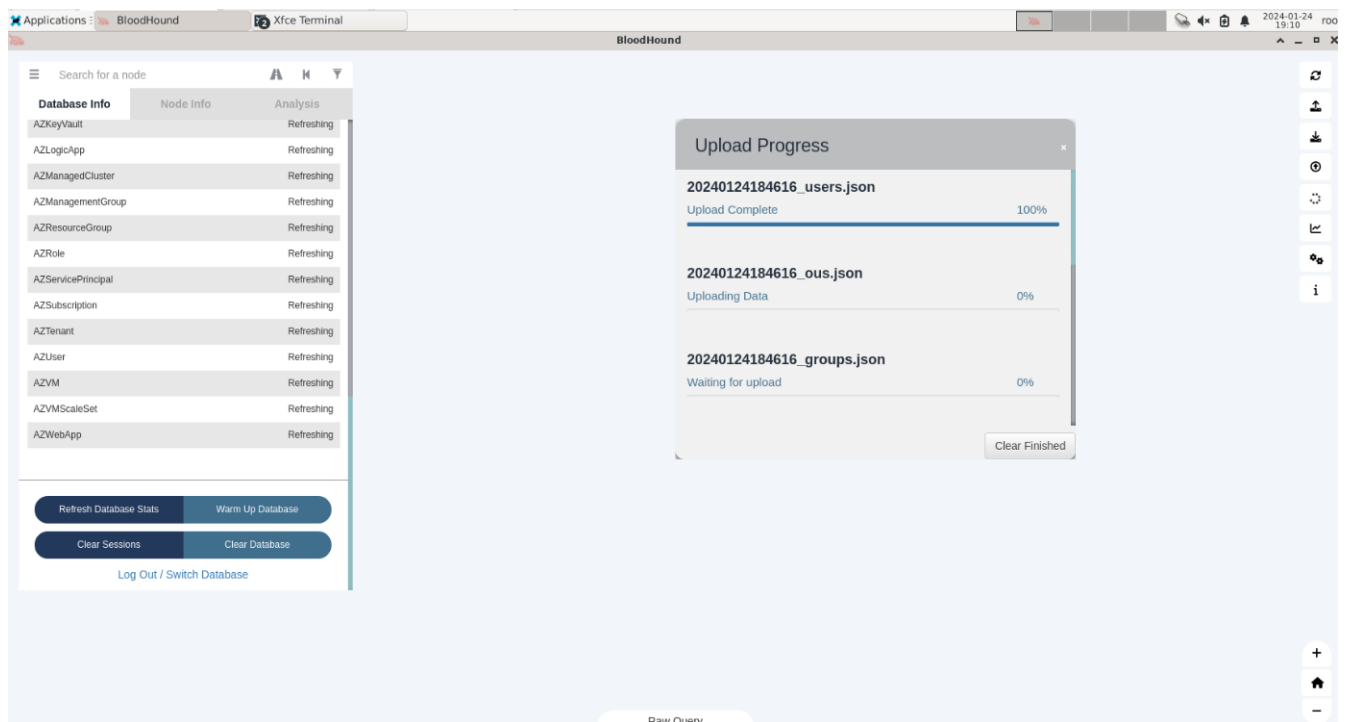 Applications BloodHound Xfce Terminal 2024-01-24
19:10 roo
BloodHound
Search for a node
Database Info Node Info Analysis
AZKeyVault Refreshing
AZLogicApp Refreshing
AZManagedCluster Refreshing
AZManagementGroup Refreshing
AZResourceGroup Refreshing
AZRole Refreshing
AZServicePrincipal Refreshing
AZSubscription Refreshing
AZTenant Refreshing
AZUser Refreshing
AZVM Refreshing
AZVMScaleSet Refreshing
AZWebApp Refreshing
Refresh Database Stats Warm Up Database
Clear Sessions Clear Database
Log Out / Switch Database
Upload Progress
20240124184616_users.json
Upload Complete 100%
20240124184616_ous.json
Uploading Data 0%
20240124184616_groups.json
Waiting for upload 0%
Clear Finished
Raw Query